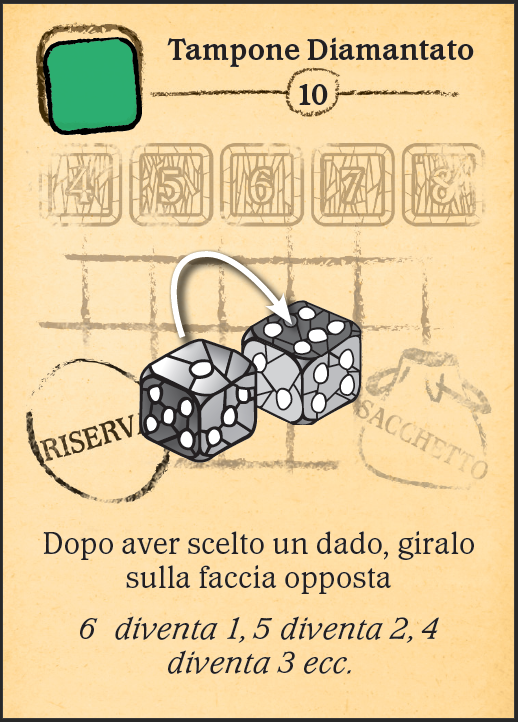 Tampone Diamantato
10
4 5 6 7 8
RISERV
SACCHETTO
Dopo aver scelto un dado, giralo
sulla faccia opposta
6 diventa 1, 5 diventa 2, 4
diventa 3 ecc.